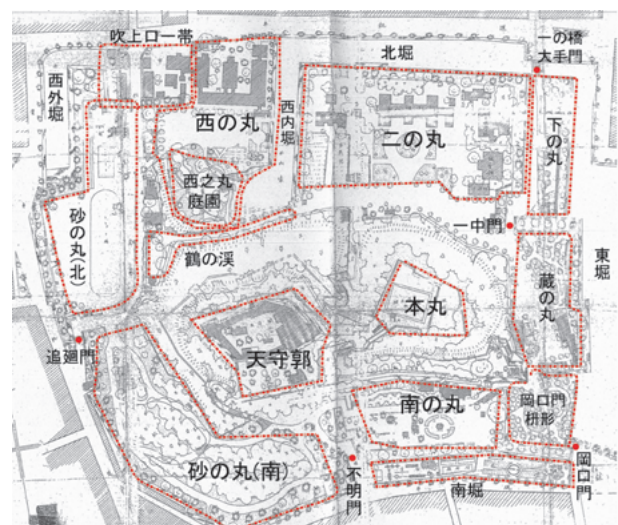 吹上口一帯
北堀
一の橋
大手門
西外堀
西の丸
西内堀
二の丸
下の丸
西之丸
庭園
砂の丸(北)
一中門
鶴の渓
東堀
本丸
蔵の丸
追廻門
天守郭
南の丸
岡口門
枡形
砂の丸(南)
不明門
南堀
岡口門